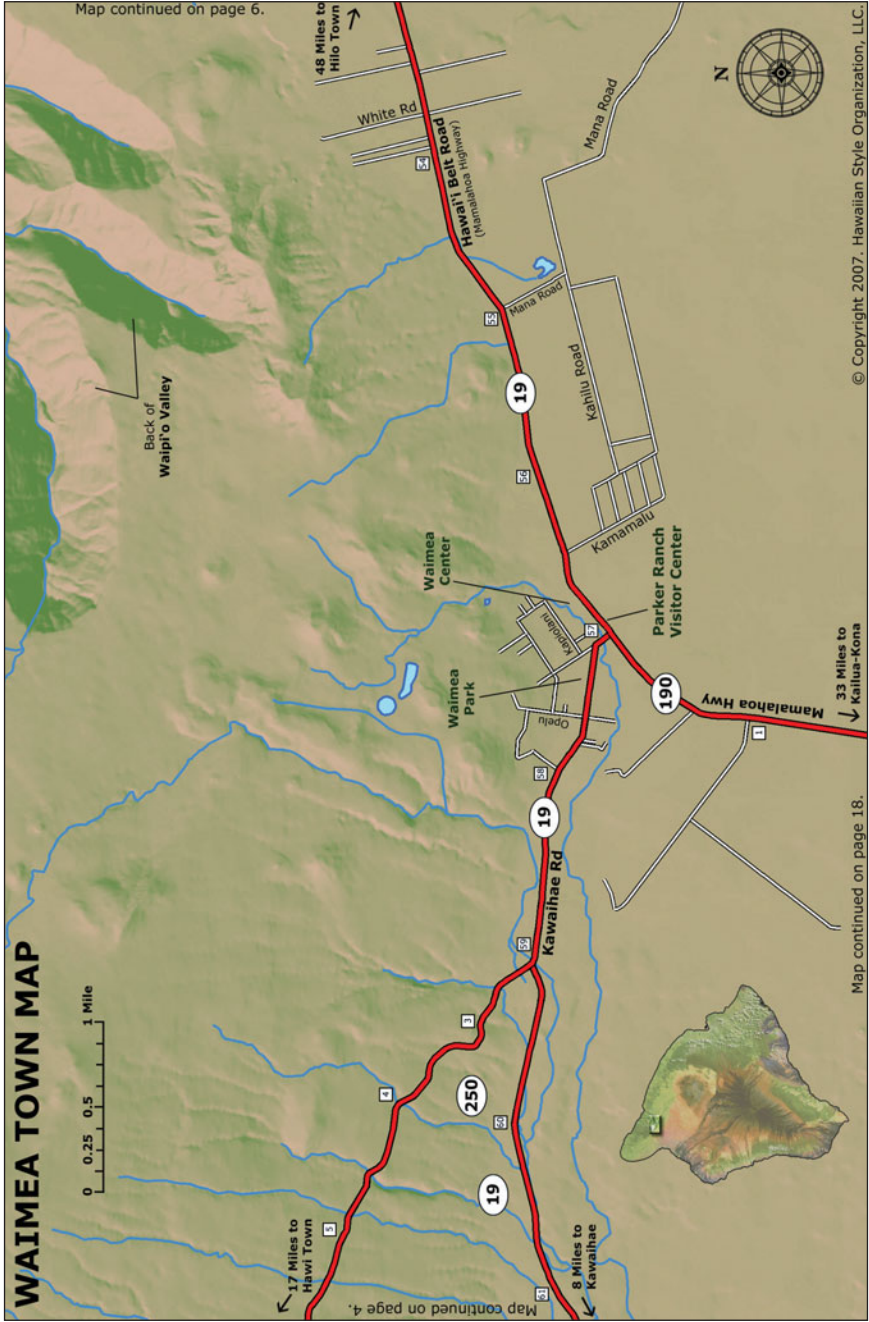 WAIMEA TOWN MAP
0 0.25 0.5 1 Mile
17 Miles to
Hawi Town
Map continued on page 4.
8 Miles to
Kawaihae
5
4
3
250
19
61
60
59
Kawaihae Rd
19
58
Opelu
Waimea
Park
Kapiolani
57
Waimea
Center
Parker Ranch
Visitor Center
190
Mamalahoa Hwy
1
33 Miles to
Kailua-Kona
Map continued on page 18.
Kamamalu
56
19
Kahilu Road
55
Mana Road
Mana Road
Back of
Waipi'o Valley
Hawai'i Belt Road
(Mamalahoa Highway)
54
White Rd
48 Miles to
Hilo Town
Map continued on page 6.
N
© Copyright 2007. Hawaiian Style Organization, LLC.